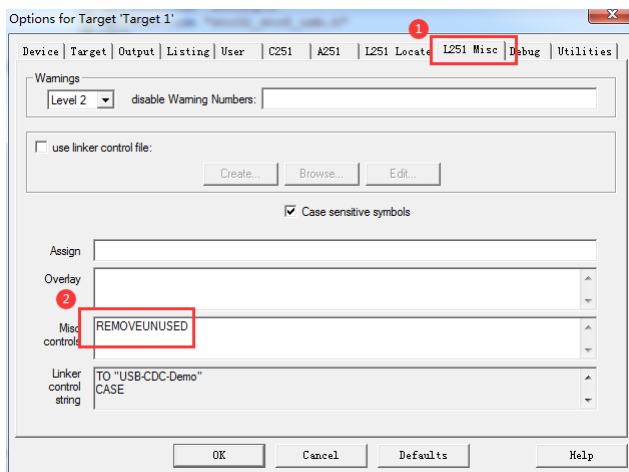 Options for Target 'Target 1'
1
Device Target Output Listing User C251 A251 L251 Locate L251 Misc Debug Utilities
Warnings
Level 2 disable Warning Numbers:
use linker control file:
Create... Browse... Edit...
Case sensitive symbols
Assign
Overlay
2
Misc controls
REMOVEUNUSED
Linker control string
TO "USB-CDC-Demo"
CASE
OK Cancel Defaults Help